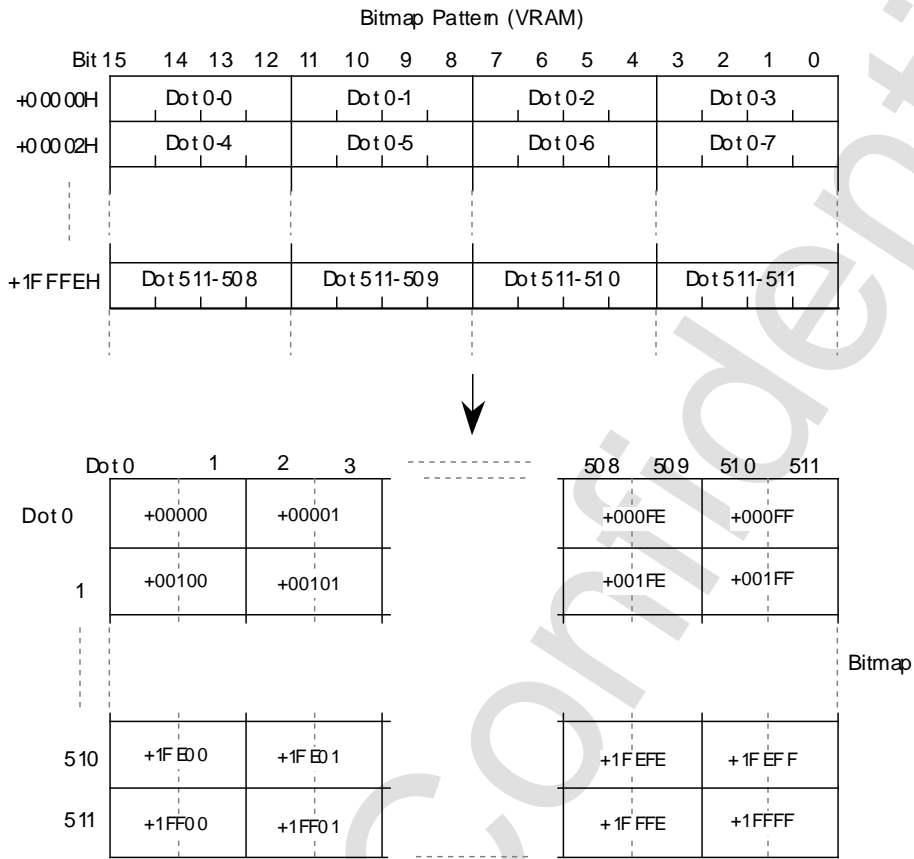 Bitmap Pattern (VRAM)
Bit 15 14 13 12 11 10 9 8 7 6 5 4 3 2 1 0
+00000H Dot 0-0 Dot 0-1 Dot 0-2 Dot 0-3
+00002H Dot 0-4 Dot 0-5 Dot 0-6 Dot 0-7
+1FFFEH Dot 511-508 Dot 511-509 Dot 511-510 Dot 511-511
Dot 0 1 2 3 508 509 510 511
Dot 0 +00000 +00001 +000FE +000FF
1 +00100 +00101 +001FE +001FF
Bitmap
510 +1FE00 +1FE01 +1FEFE +1FEFF
511 +1FF00 +1FF01 +1FFFE +1FFFF
Confidenti